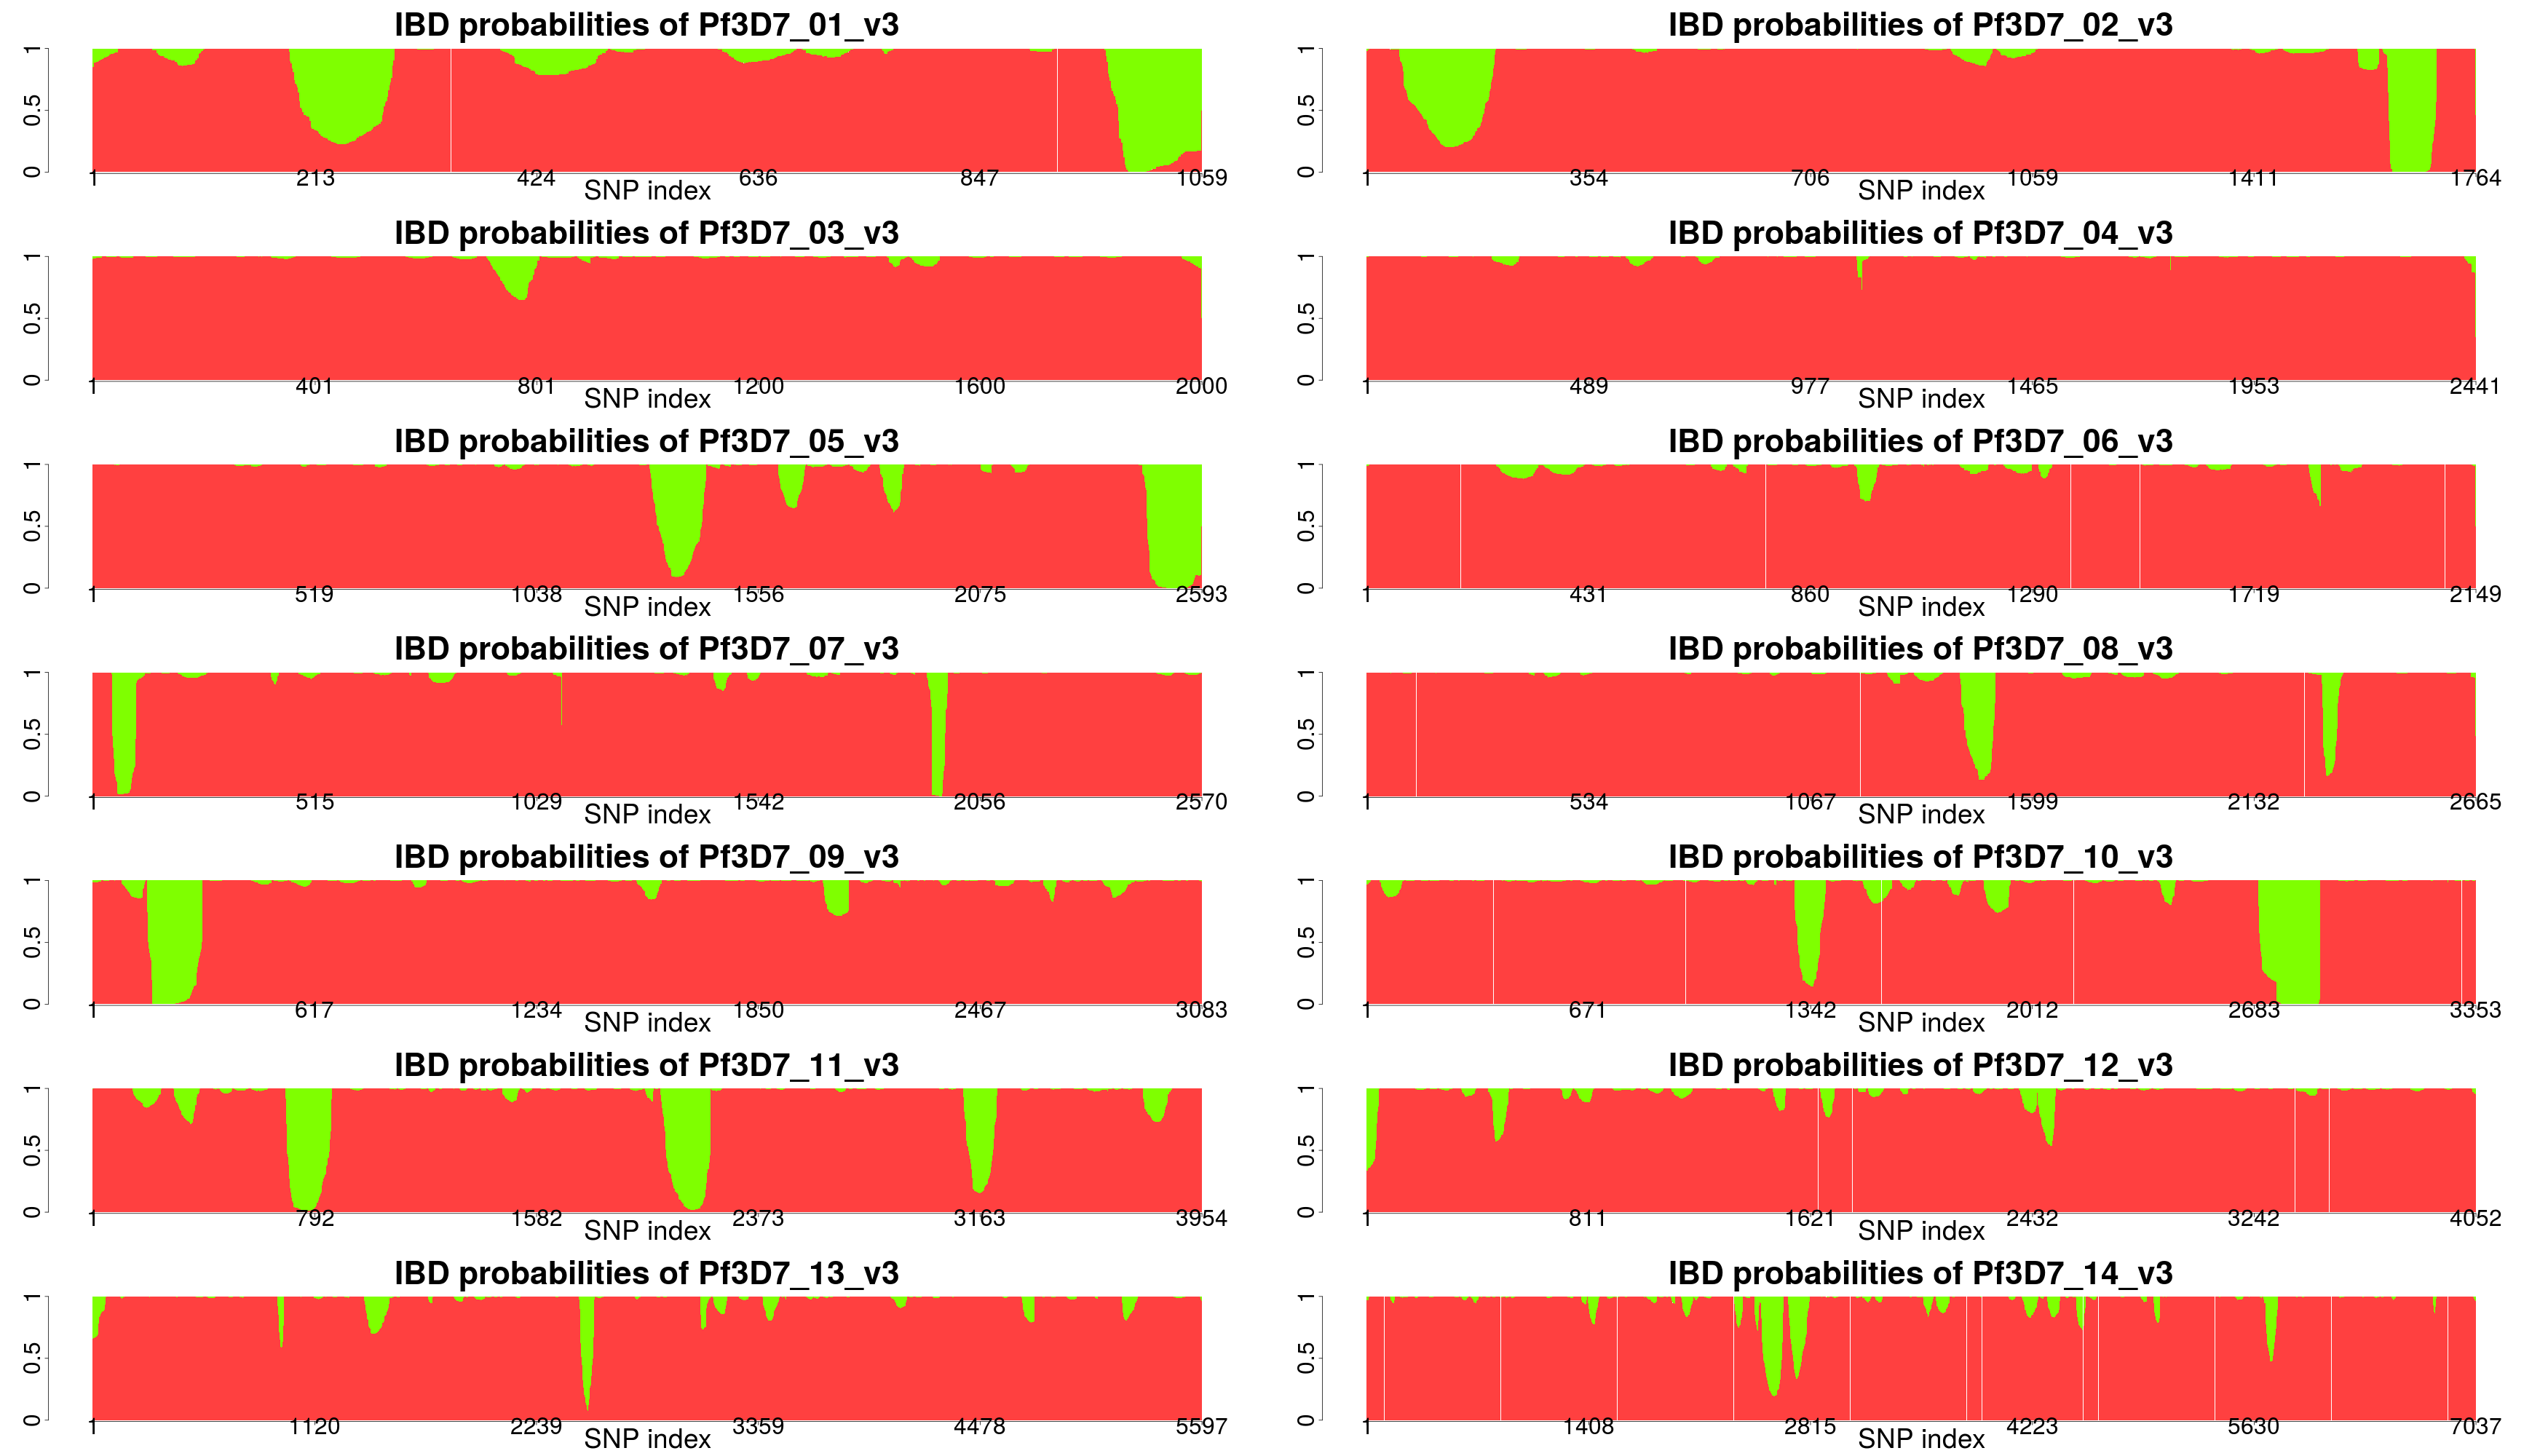 IBD probabilities of Pf3D7_01_v3
0 0.5 1
1 213 424 636 847 1059
SNP index
IBD probabilities of Pf3D7_02_v3
0 0.5 1
1 354 706 1059 1411 1764
SNP index
IBD probabilities of Pf3D7_03_v3
0 0.5 1
1 401 801 1200 1600 2000
SNP index
IBD probabilities of Pf3D7_04_v3
0 0.5 1
1 489 977 1465 1953 2441
SNP index
IBD probabilities of Pf3D7_05_v3
0 0.5 1
1 519 1038 1556 2075 2593
SNP index
IBD probabilities of Pf3D7_06_v3
0 0.5 1
1 431 860 1290 1719 2149
SNP index
IBD probabilities of Pf3D7_07_v3
0 0.5 1
1 515 1029 1542 2056 2570
SNP index
IBD probabilities of Pf3D7_08_v3
0 0.5 1
1 534 1067 1599 2132 2665
SNP index
IBD probabilities of Pf3D7_09_v3
0 0.5 1
1 617 1234 1850 2467 3083
SNP index
IBD probabilities of Pf3D7_10_v3
0 0.5 1
1 671 1342 2012 2683 3353
SNP index
IBD probabilities of Pf3D7_11_v3
0 0.5 1
1 792 1582 2373 3163 3954
SNP index
IBD probabilities of Pf3D7_12_v3
0 0.5 1
1 811 1621 2432 3242 4052
SNP index
IBD probabilities of Pf3D7_13_v3
0 0.5 1
1 1120 2239 3359 4478 5597
SNP index
IBD probabilities of Pf3D7_14_v3
0 0.5 1
1 1408 2815 4223 5630 7037
SNP index